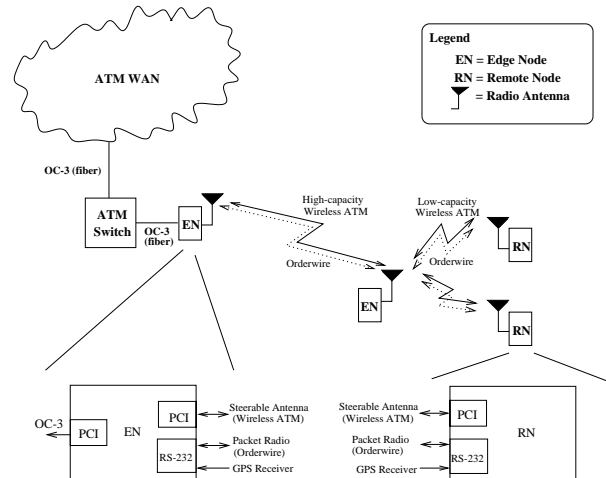 ATM WAN
Legend
EN = Edge Node
RN = Remote Node
= Radio Antenna
OC-3 (fiber)
ATM
Switch
OC-3
(fiber)
EN
High-capacity
Wireless ATM
Orderwire
Low-capacity
Wireless ATM
Orderwire
RN
EN
RN
OC-3
PCI
EN
PCI
RS-232
Steerable Antenna
(Wireless ATM)
Packet Radio
(Orderwire)
GPS Receiver
Steerable Antenna
(Wireless ATM)
Packet Radio
(Orderwire)
GPS Receiver
PCI
RS-232
RN